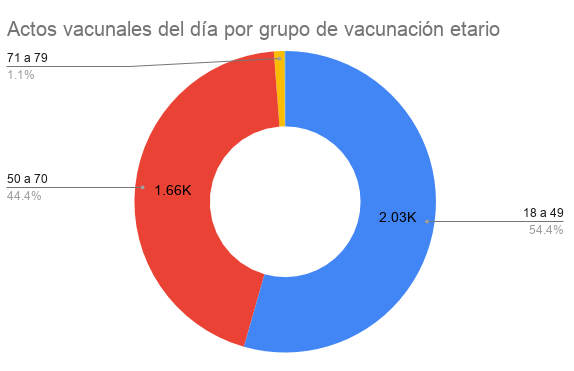 Actos vacunales del día por grupo de vacunación etario
71 a 79
1.1%
50 a 70
44.4%
1.66K
2.03K
18 a 49
54.4%